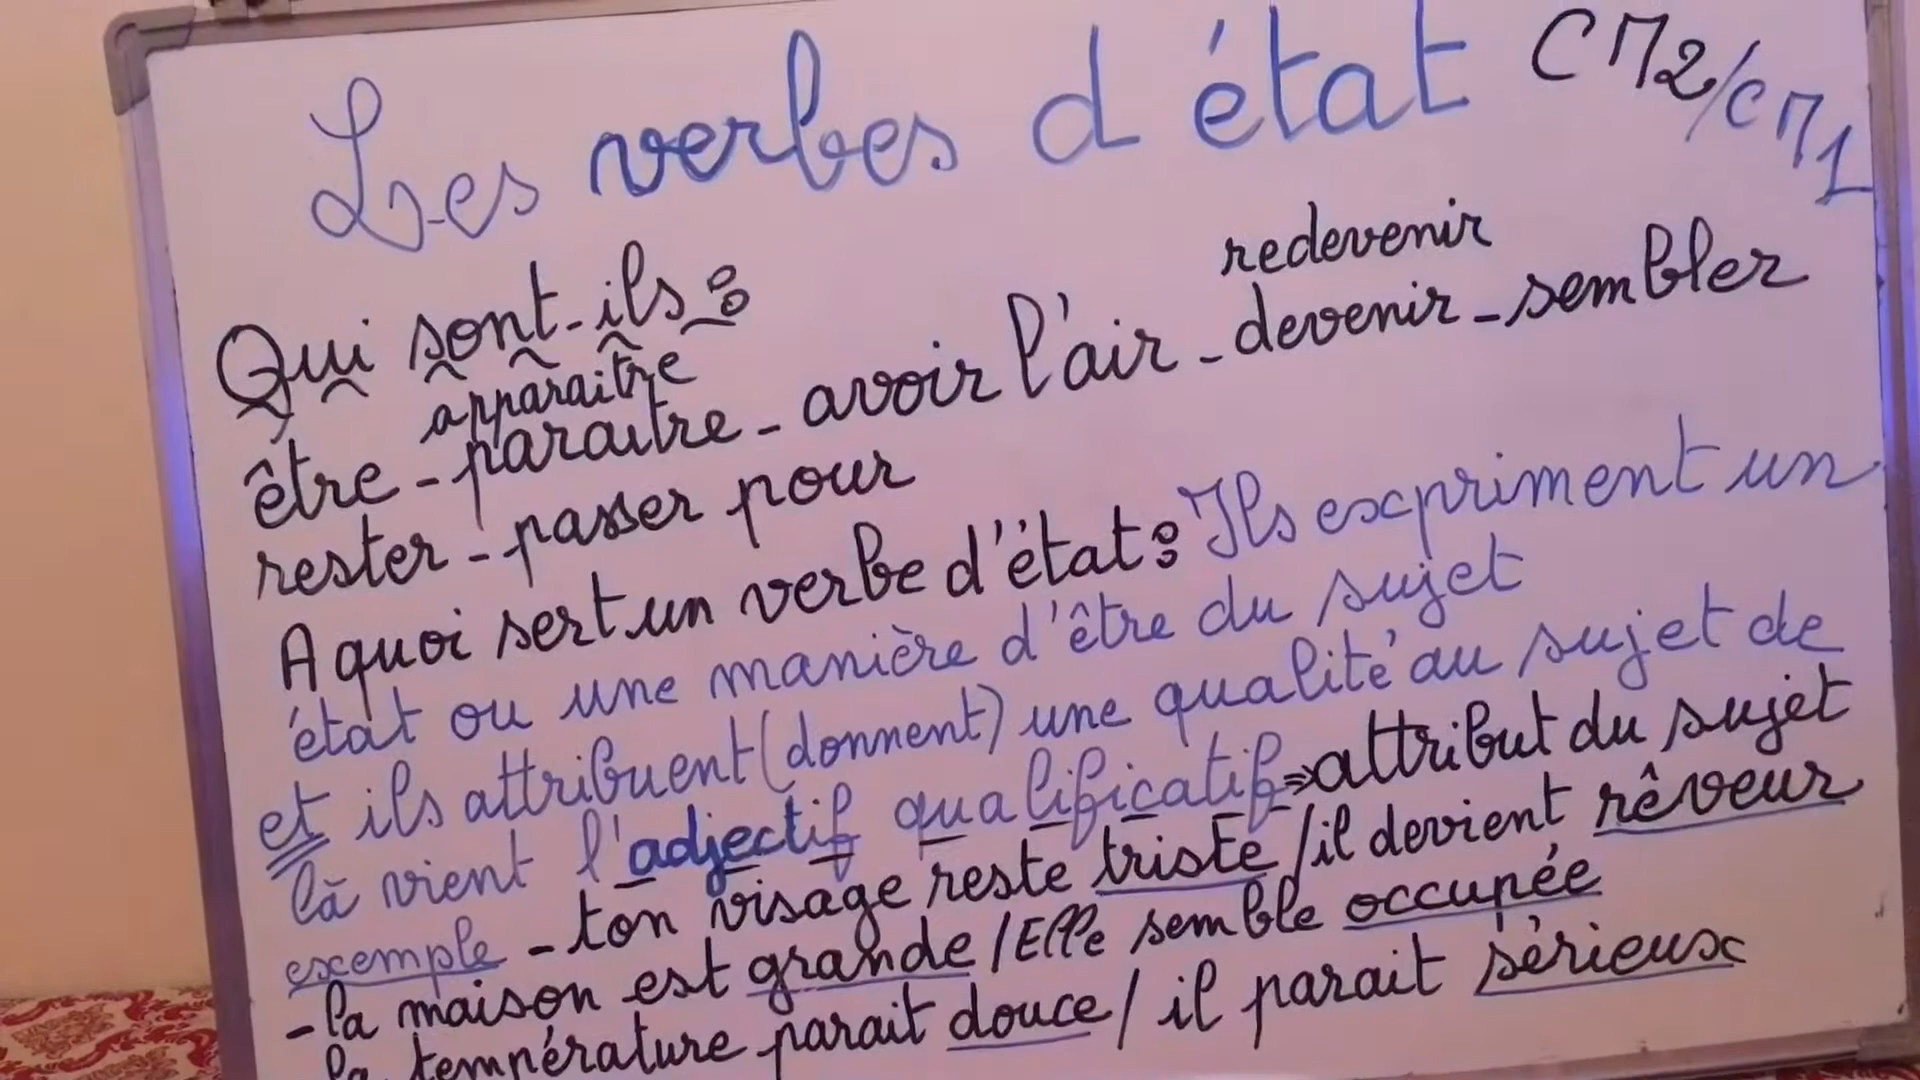 Les verbes d'état CM2/CM1
Qui sont-ils :
redevenir
apparaitre
être - paraitre - avoir l'air - devenir - sembler
rester - passer pour
A quoi sert un verbe d'état : Ils expriment un
état ou une manière d'être du sujet
et ils attribuent (donnent) une qualité au sujet de
là vient l'adjectif qualificatif => attribut du sujet
exemple - ton visage reste triste / il devient rêveur
- la maison est grande / Elle semble occupée
la température parait douce / il parait sérieux